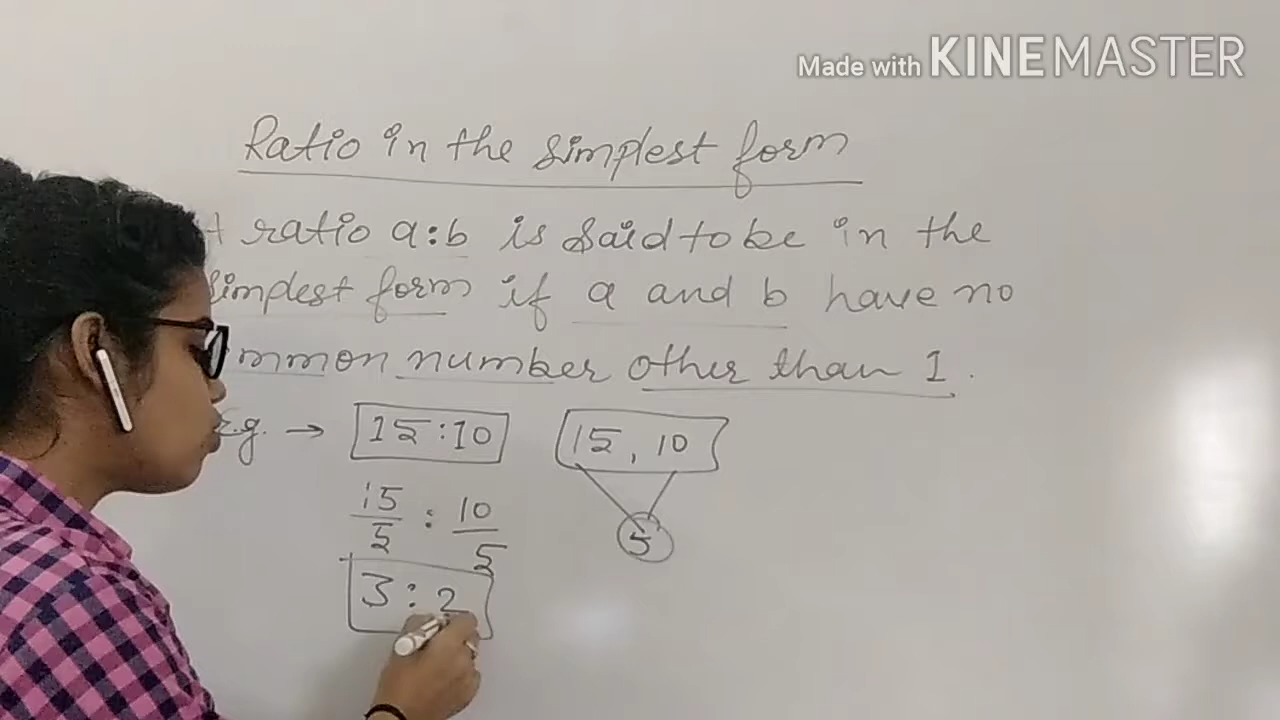 Made with KINEMASTER
Ratio in the simplest form
ratio a:b is said to be in the
simplest form if a and b have no
mmon number other than 1.
E.g. → 15:10 15, 10
15/5 : 10/5 5
3:2